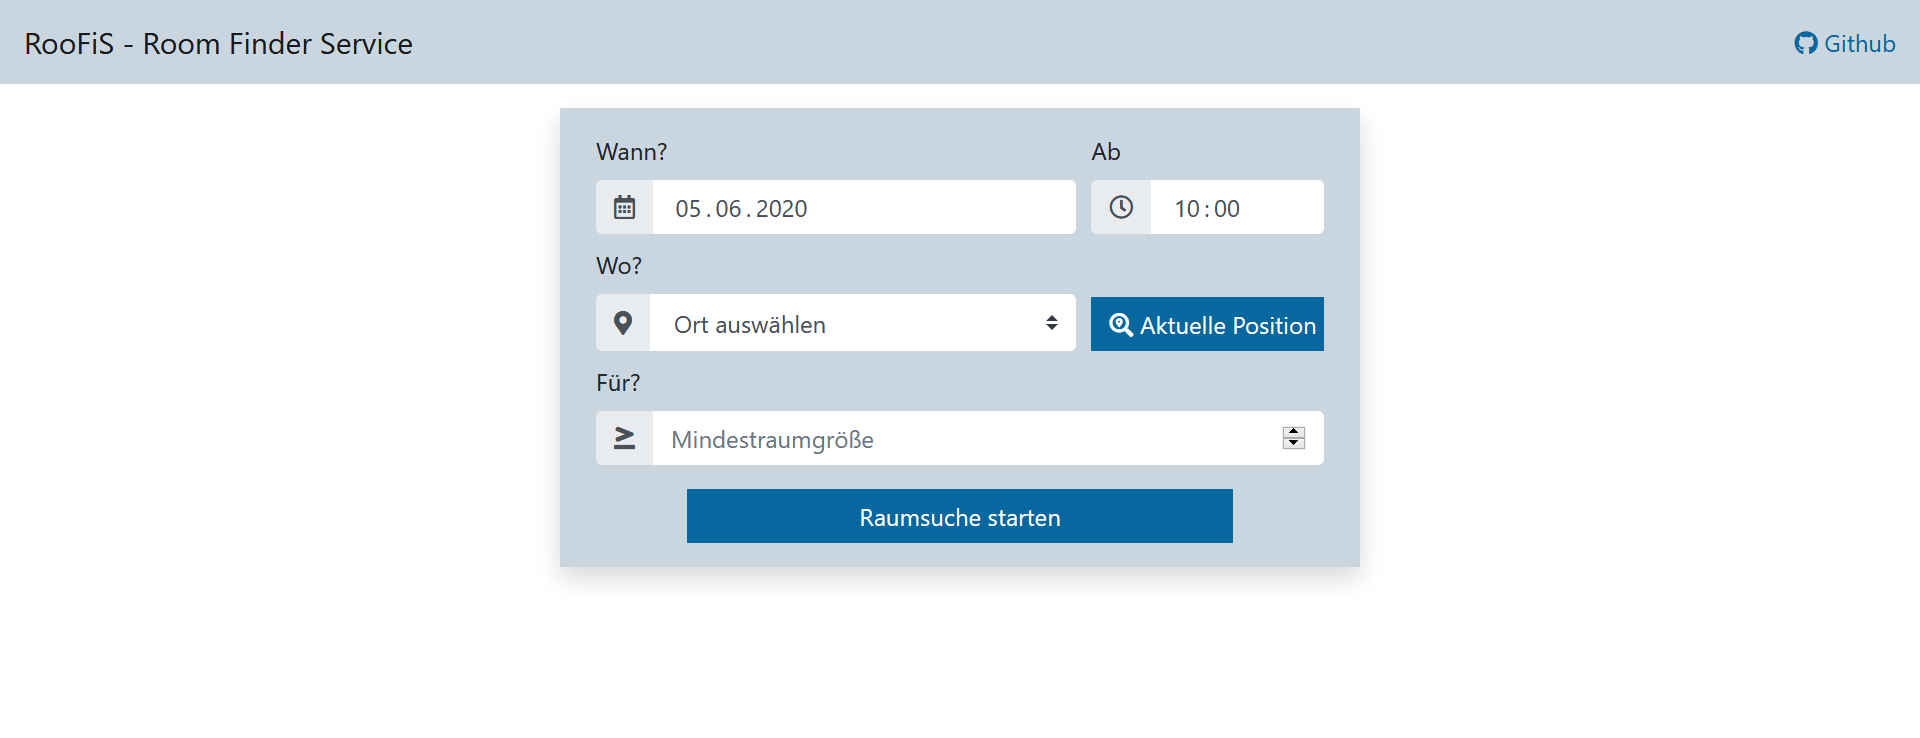 RooFiS - Room Finder Service
Github
Wann?
Ab
05.06.2020
10:00
Wo?
Ort auswählen
Aktuelle Position
Für?
Mindestraumgröße
Raumsuche starten